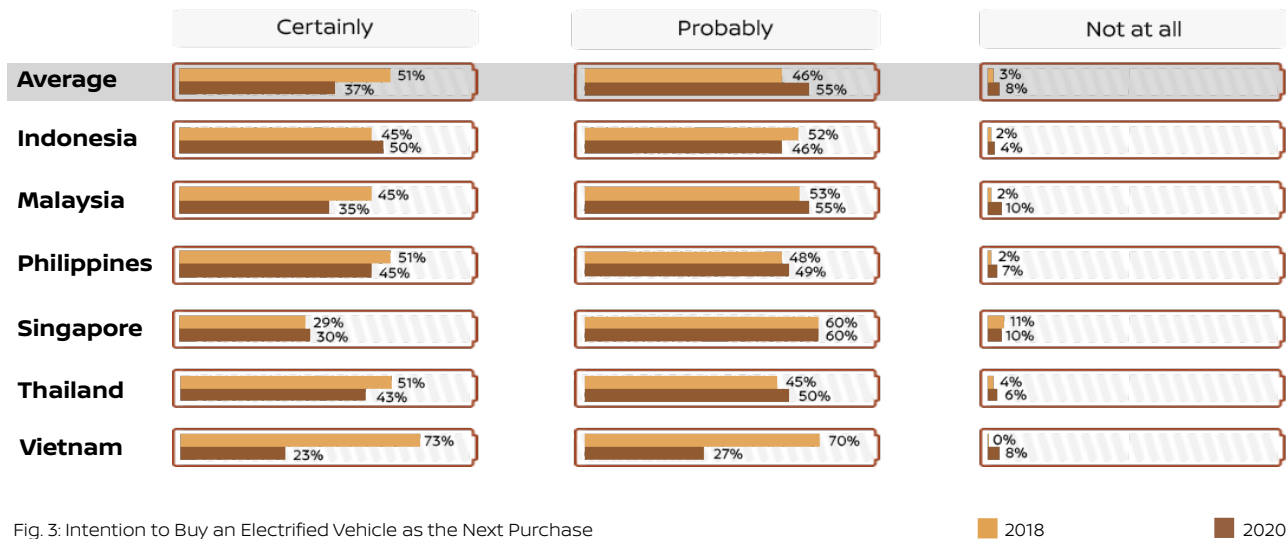 Certainly Probably Not at all
Average 51% 46% 3%
37% 55% 8%
Indonesia 45% 52% 2%
50% 46% 4%
Malaysia 45% 53% 2%
35% 55% 10%
Philippines 51% 48% 2%
45% 49% 7%
Singapore 29% 60% 11%
30% 60% 10%
Thailand 51% 45% 4%
43% 50% 6%
Vietnam 73% 70% 0%
23% 27% 8%
Fig. 3: Intention to Buy an Electrified Vehicle as the Next Purchase 2018 2020